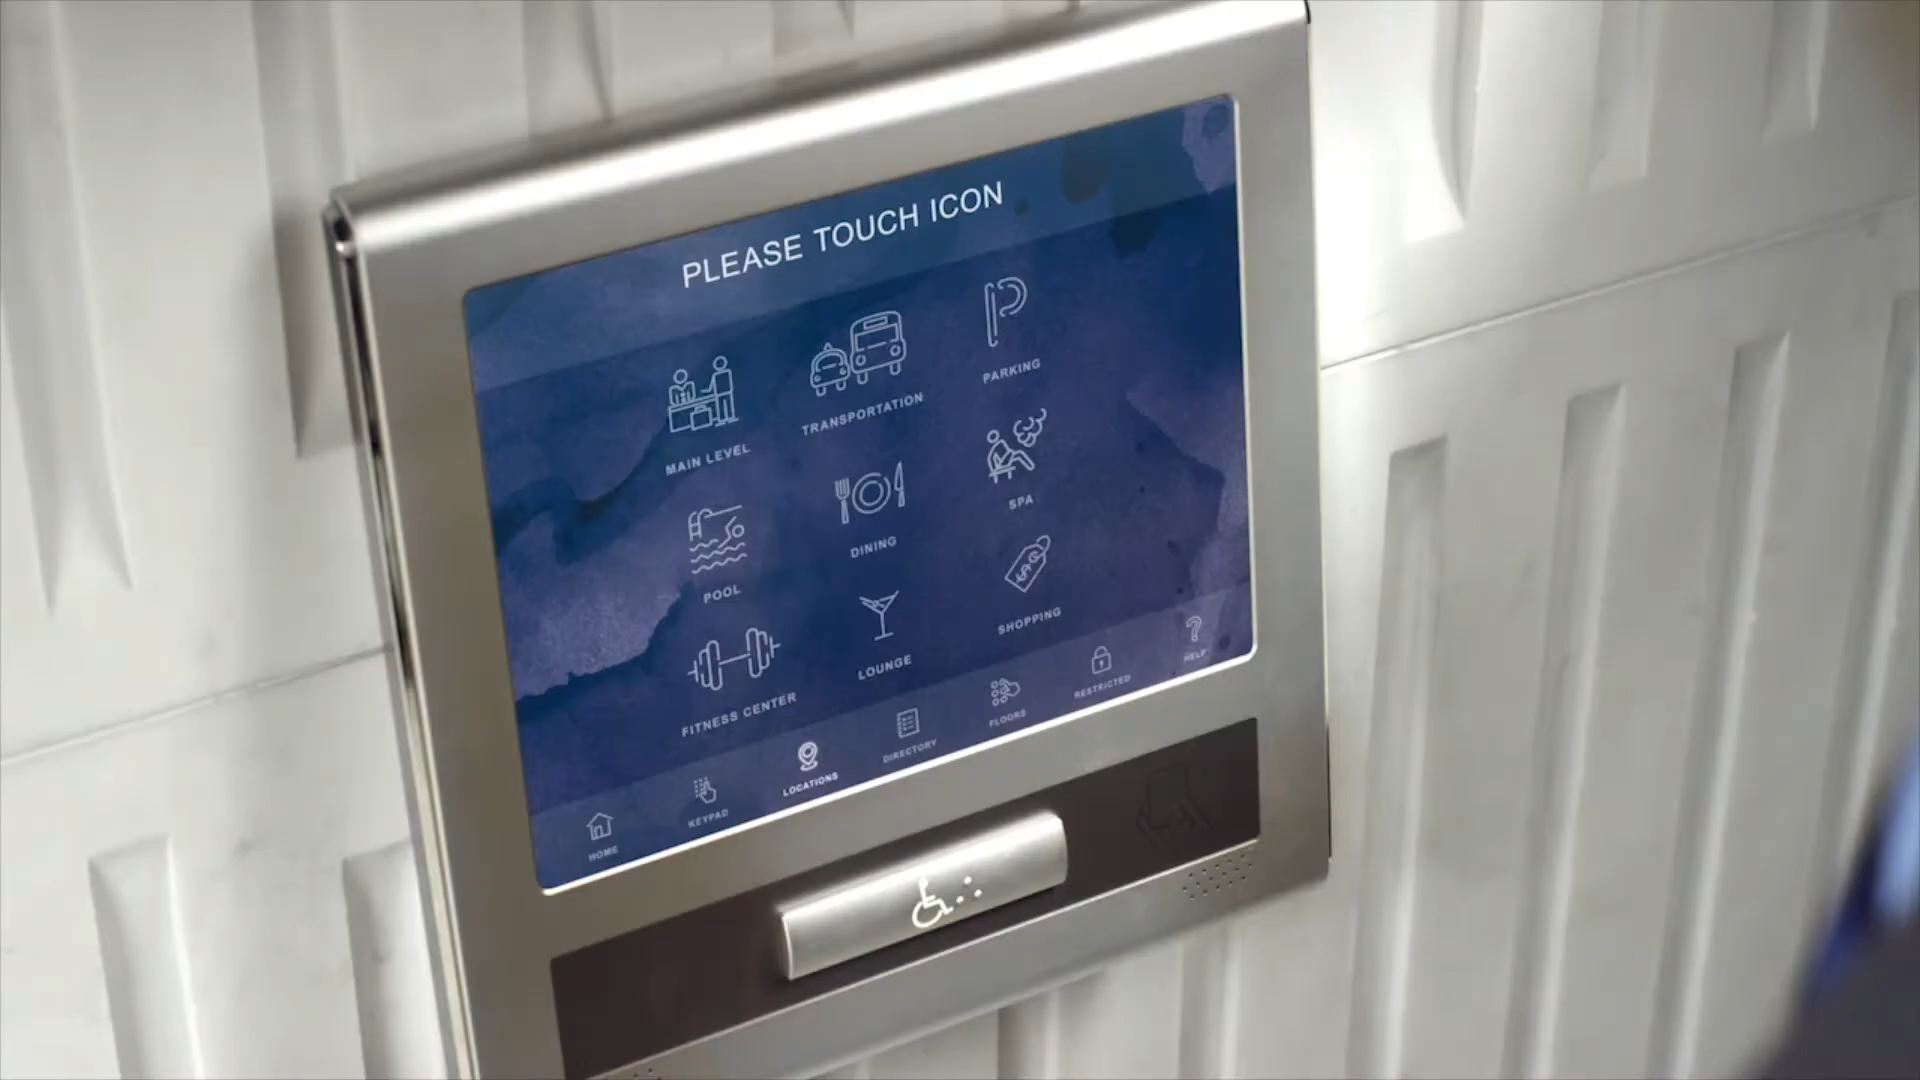 PLEASE TOUCH ICON
MAIN LEVEL
TRANSPORTATION
PARKING
POOL
DINING
SPA
FITNESS CENTER
LOUNGE
SHOPPING
HOME
KEYPAD
LOCATIONS
DIRECTORY
FLOORS
RESTRICTED
HELP